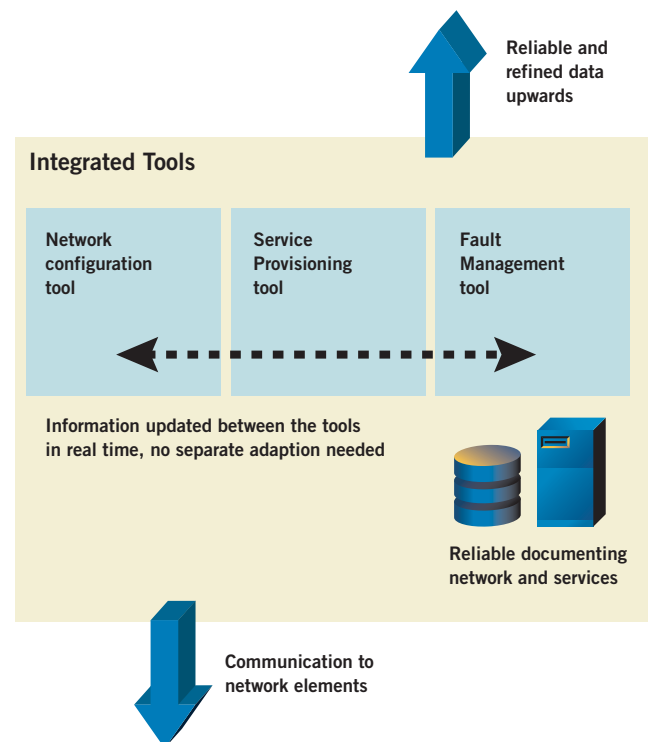 Reliable and
refined data
upwards
Integrated Tools
Network
configuration
tool
Service
Provisioning
tool
Fault
Management
tool
Information updated between the tools
in real time, no separate adaption needed
Reliable documenting
network and services
Communication to
network elements